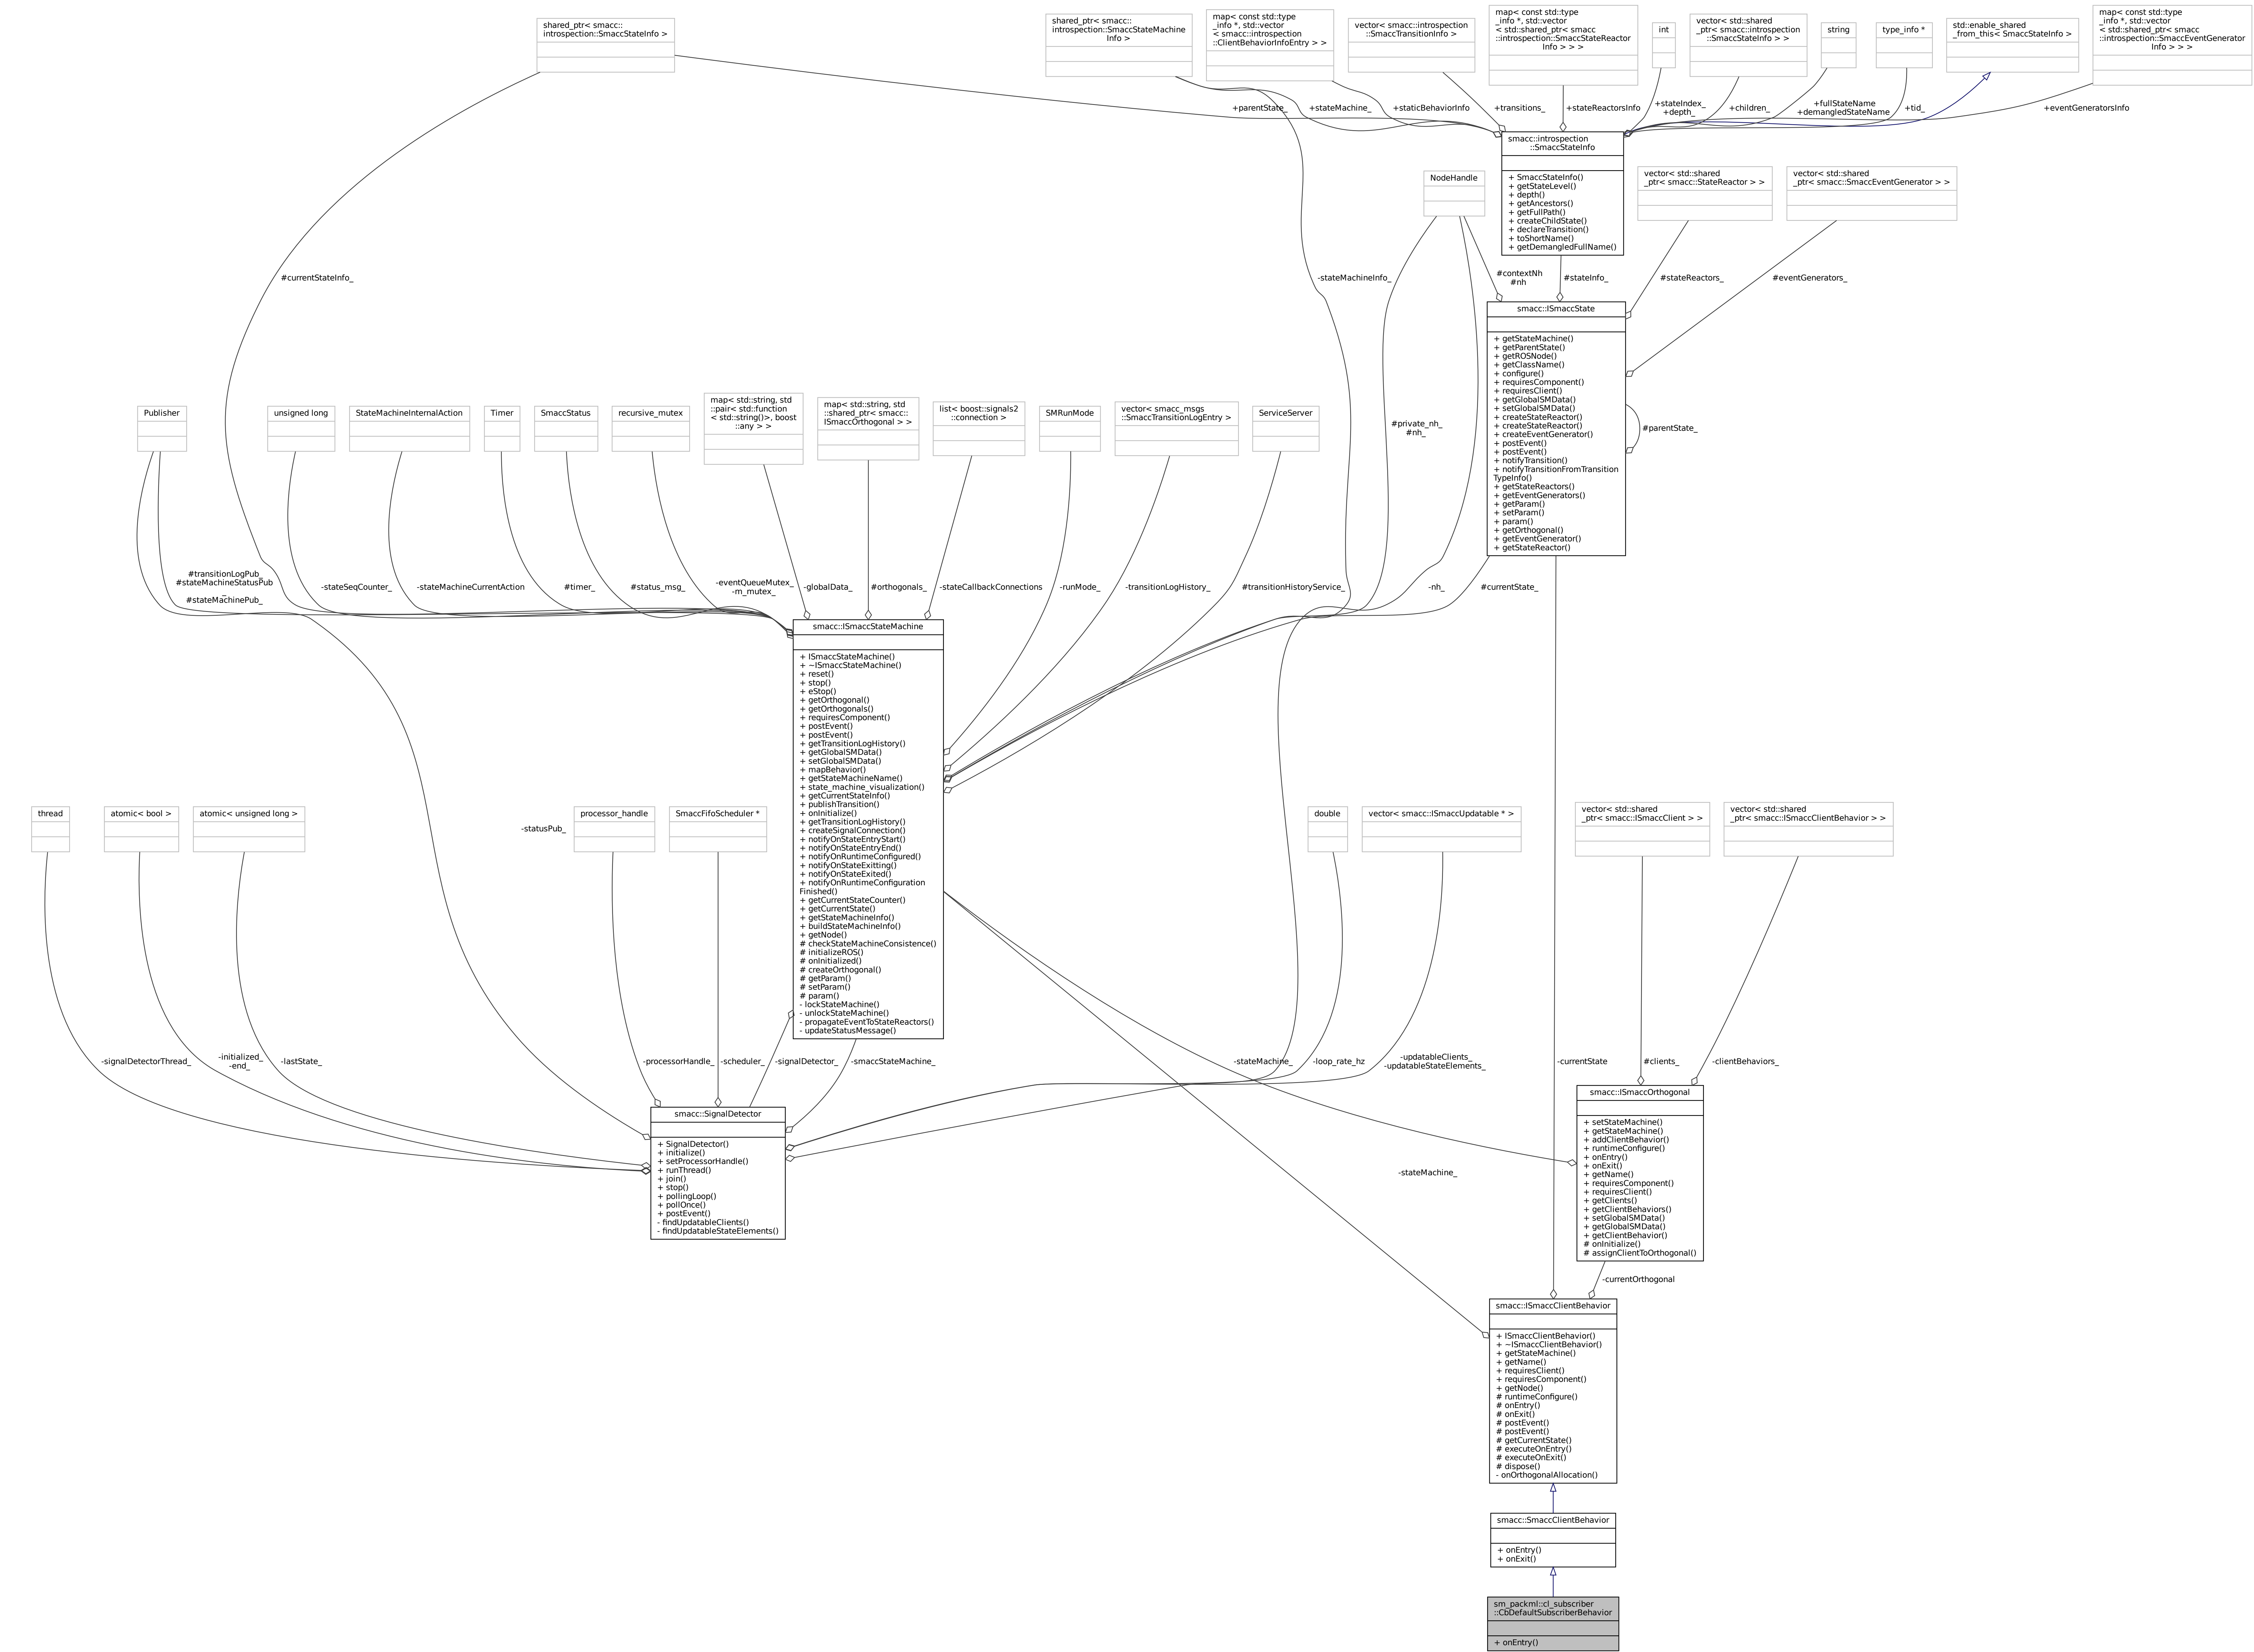 shared_ptr< smacc::
introspection::SmaccStateInfo >
shared_ptr< smacc::
introspection::SmaccStateMachine
Info >
map< const std::type
_info *, std::vector
< smacc::introspection
::ClientBehaviorInfoEntry > >
vector< smacc::introspection
::SmaccTransitionInfo >
map< const std::type
_info *, std::vector
< std::shared_ptr< smacc
::introspection::SmaccStateReactor
Info > > >
int
vector< std::shared
_ptr< smacc::introspection
::SmaccStateInfo > >
string
type_info *
std::enable_shared
_from_this< SmaccStateInfo >
map< const std::type
_info *, std::vector
< std::shared_ptr< smacc
::introspection::SmaccEventGenerator
Info > > >
+parentState_
+stateMachine_
+staticBehaviorInfo
+transitions_
+stateReactorsInfo
+stateIndex_
+depth_
+children_
+fullStateName
+demangledStateName
+tid_
+eventGeneratorsInfo
smacc::introspection
::SmaccStateInfo
+ SmaccStateInfo()
+ getStateLevel()
+ depth()
+ getAncestors()
+ getFullPath()
+ createChildState()
+ declareTransition()
+ toShortName()
+ getDemangledFullName()
NodeHandle
vector< std::shared
_ptr< smacc::StateReactor > >
vector< std::shared
_ptr< smacc::SmaccEventGenerator > >
#currentStateInfo_
-stateMachineInfo_
#contextNh
#nh
#stateInfo_
#stateReactors_
#eventGenerators_
smacc::ISmaccState
+ getStateMachine()
+ getParentState()
+ getROSNode()
+ getClassName()
+ configure()
+ requiresComponent()
+ requiresClient()
+ getGlobalSMData()
+ setGlobalSMData()
+ createStateReactor()
+ createStateReactor()
+ createEventGenerator()
+ postEvent()
+ postEvent()
+ notifyTransition()
+ notifyTransitionFromTransition
TypeInfo()
+ getStateReactors()
+ getEventGenerators()
+ getParam()
+ setParam()
+ param()
+ getOrthogonal()
+ getEventGenerator()
+ getStateReactor()
#parentState_
Publisher
unsigned long
StateMachineInternalAction
Timer
SmaccStatus
recursive_mutex
map< std::string, std
::pair< std::function
< std::string()>, boost
::any > >
map< std::string, std
::shared_ptr< smacc::
ISmaccOrthogonal > >
list< boost::signals2
::connection >
SMRunMode
vector< smacc_msgs
::SmaccTransitionLogEntry >
ServiceServer
#private_nh_
#nh_
#transitionLogPub_
#stateMachineStatusPub
_
#stateMachinePub_
-stateSeqCounter_
-stateMachineCurrentAction
#timer_
#status_msg_
-eventQueueMutex_
-m_mutex_
-globalData_
#orthogonals_
-stateCallbackConnections
-runMode_
-transitionLogHistory_
#transitionHistoryService_
-nh_
#currentState_
smacc::ISmaccStateMachine
+ ISmaccStateMachine()
+ ~ISmaccStateMachine()
+ reset()
+ stop()
+ eStop()
+ getOrthogonal()
+ getOrthogonals()
+ requiresComponent()
+ postEvent()
+ postEvent()
+ getTransitionLogHistory()
+ getGlobalSMData()
+ setGlobalSMData()
+ mapBehavior()
+ getStateMachineName()
+ state_machine_visualization()
+ getCurrentStateInfo()
+ publishTransition()
+ onInitialize()
+ getTransitionLogHistory()
+ createSignalConnection()
+ notifyOnStateEntryStart()
+ notifyOnStateEntryEnd()
+ notifyOnRuntimeConfigured()
+ notifyOnStateExitting()
+ notifyOnStateExited()
+ notifyOnRuntimeConfiguration
Finished()
+ getCurrentStateCounter()
+ getCurrentState()
+ getStateMachineInfo()
+ buildStateMachineInfo()
+ getNode()
# checkStateMachineConsistence()
# initializeROS()
# onInitialized()
# createOrthogonal()
# getParam()
# setParam()
# param()
- lockStateMachine()
- unlockStateMachine()
- propagateEventToStateReactors()
- updateStatusMessage()
thread
atomic< bool >
atomic< unsigned long >
-statusPub_
processor_handle
SmaccFifoScheduler *
double
vector< smacc::ISmaccUpdatable * >
vector< std::shared
_ptr< smacc::ISmaccClient > >
vector< std::shared
_ptr< smacc::ISmaccClientBehavior > >
-signalDetectorThread_
-initialized_
-end_
-lastState_
-processorHandle_
-scheduler_
-signalDetector_
-smaccStateMachine_
-stateMachine_
-loop_rate_hz
-updatableClients_
-updatableStateElements_
-currentState
#clients_
-clientBehaviors_
smacc::SignalDetector
+ SignalDetector()
+ initialize()
+ setProcessorHandle()
+ runThread()
+ join()
+ stop()
+ pollingLoop()
+ pollOnce()
+ postEvent()
- findUpdatableClients()
- findUpdatableStateElements()
smacc::ISmaccOrthogonal
+ setStateMachine()
+ getStateMachine()
+ addClientBehavior()
+ runtimeConfigure()
+ onEntry()
+ onExit()
+ getName()
+ requiresComponent()
+ requiresClient()
+ getClients()
+ getClientBehaviors()
+ setGlobalSMData()
+ getGlobalSMData()
+ getClientBehavior()
# onInitialize()
# assignClientToOrthogonal()
-stateMachine_
-currentOrthogonal
smacc::ISmaccClientBehavior
+ ISmaccClientBehavior()
+ ~ISmaccClientBehavior()
+ getStateMachine()
+ getName()
+ requiresClient()
+ requiresComponent()
+ getNode()
# runtimeConfigure()
# onEntry()
# onExit()
# postEvent()
# postEvent()
# getCurrentState()
# executeOnEntry()
# executeOnExit()
# dispose()
- onOrthogonalAllocation()
smacc::SmaccClientBehavior
+ onEntry()
+ onExit()
sm_packml::cl_subscriber
::CbDefaultSubscriberBehavior
+ onEntry()